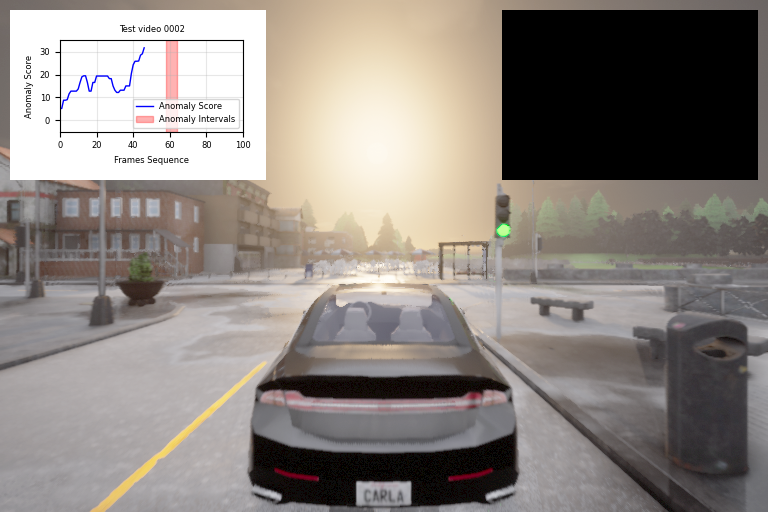 Test video 0002
Anomaly Score
30
20
10
0
Anomaly Score
Anomaly Intervals
0 20 40 60 80 100
Frames Sequence
CARLA